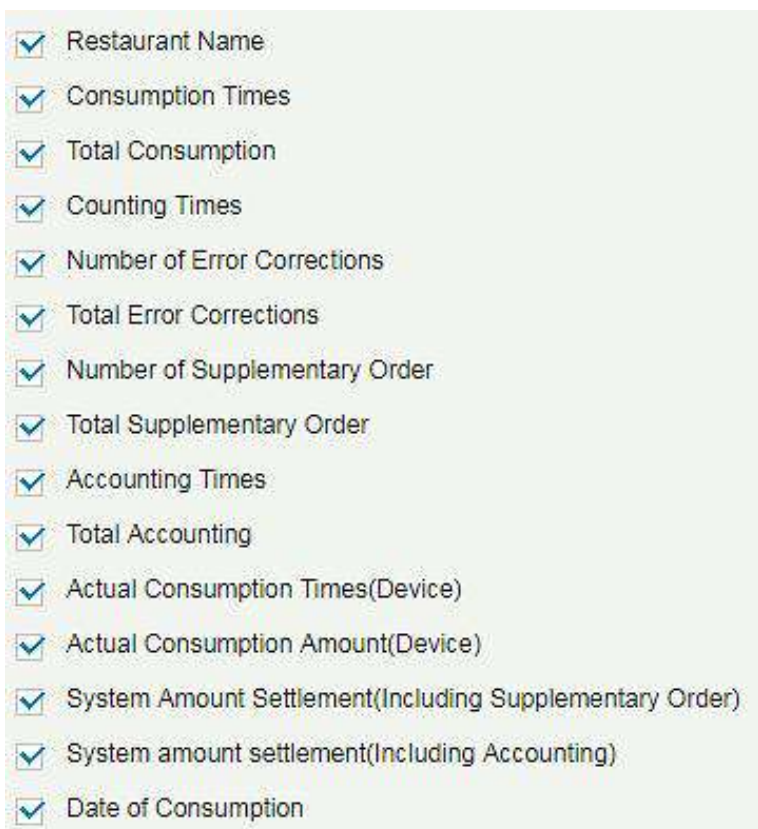 Restaurant Name
Consumption Times
Total Consumption
Counting Times
Number of Error Corrections
Total Error Corrections
Number of Supplementary Order
Total Supplementary Order
Accounting Times
Total Accounting
Actual Consumption Times(Device)
Actual Consumption Amount(Device)
System Amount Settlement(Including Supplementary Order)
System amount settlement(Including Accounting)
Date of Consumption